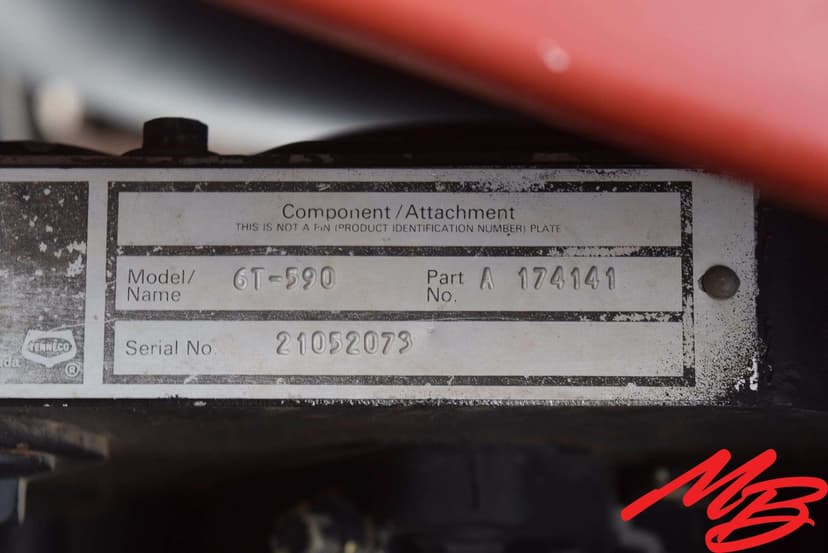 Component/Attachment
THIS IS NOT A PIN (PRODUCT IDENTIFICATION NUMBER) PLATE
Model/Name 6T-590 Part No. A 174141
Serial No. 21052073
TENNECO
®
MB